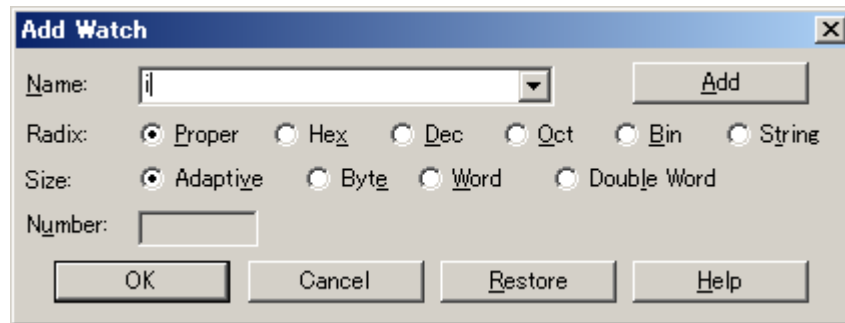 Add Watch
Name: i Add
Radix: Proper Hex Dec Oct Bin String
Size: Adaptive Byte Word Double Word
Number:
OK Cancel Restore Help